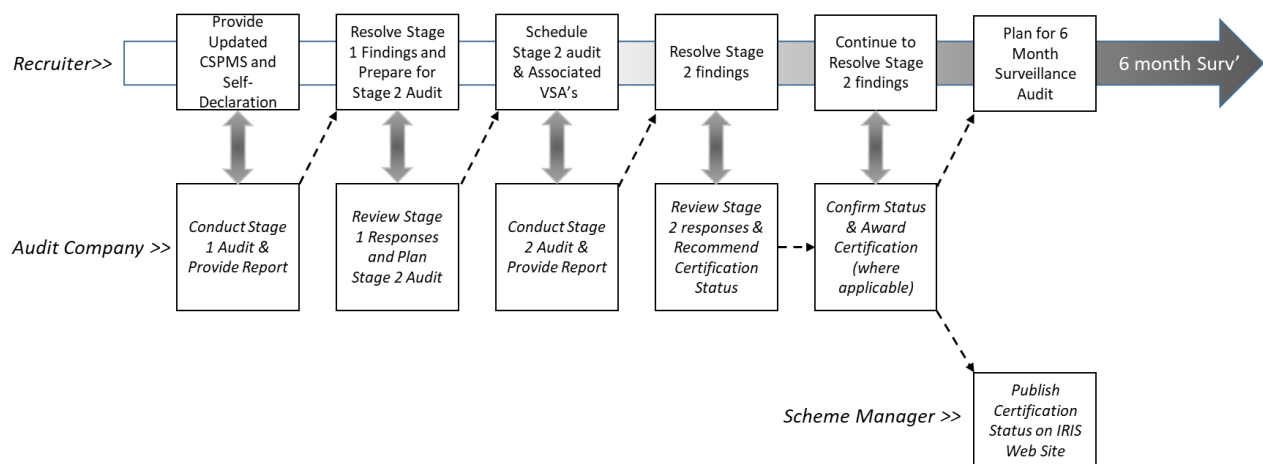 Recruiter>>
Provide
Updated
CSPMS and
Self-
Declaration
Resolve Stage
1 Findings and
Prepare for
Stage 2 Audit
Schedule
Stage 2 audit
& Associated
VSA's
Resolve Stage
2 findings
Continue to
Resolve Stage
2 findings
Plan for 6
Month
Surveillance
Audit
6 month Surv'
Audit Company >>
Conduct Stage
1 Audit &
Provide Report
Review Stage
1 Responses
and Plan
Stage 2 Audit
Conduct Stage
2 Audit &
Provide Report
Review Stage
2 responses &
Recommend
Certification
Status
Confirm Status
& Award
Certification
(where
applicable)
Scheme Manager >>
Publish
Certification
Status on IRIS
Web Site